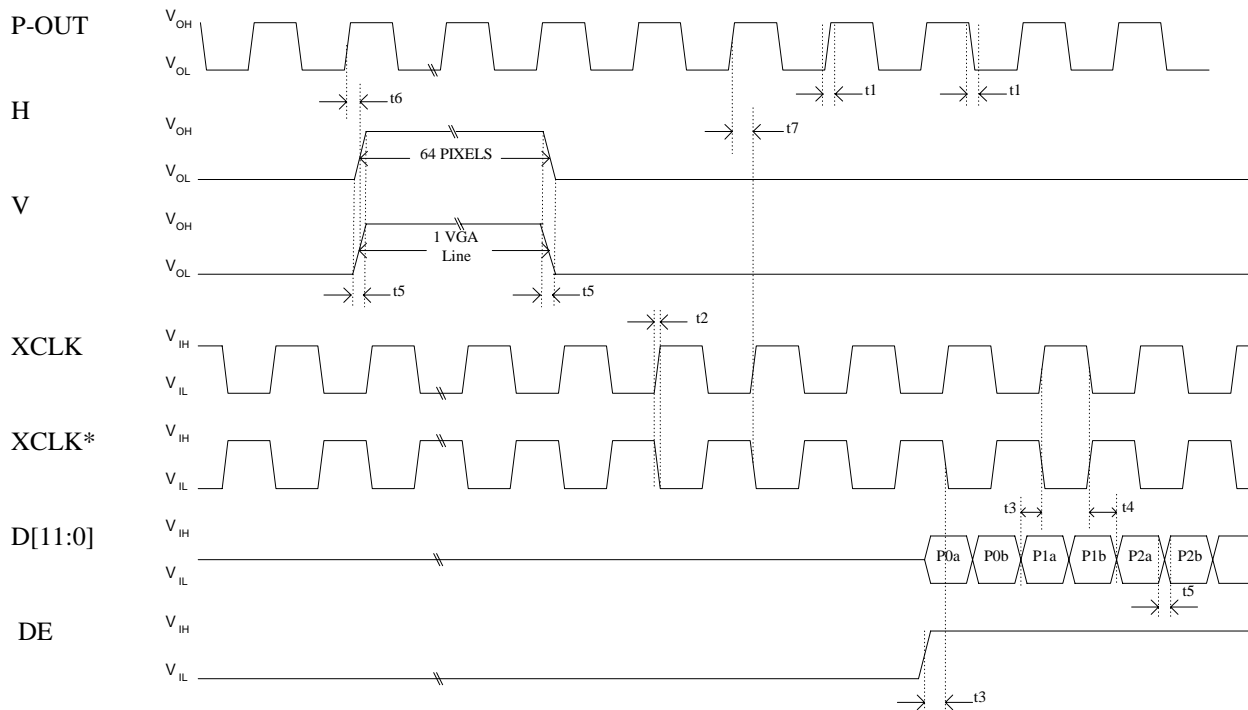 P-OUT
VOH
VOL
t6
t1
t1
H
VOH
t7
64 PIXELS
VOL
V
VOH
1 VGA
Line
VOL
t5
t5
t2
XCLK
VIH
VIL
XCLK*
VIH
VIL
t3
t4
D[11:0]
VIH
P0a P0b P1a P1b P2a P2b
VIL
t5
DE
VIH
VIL
t3